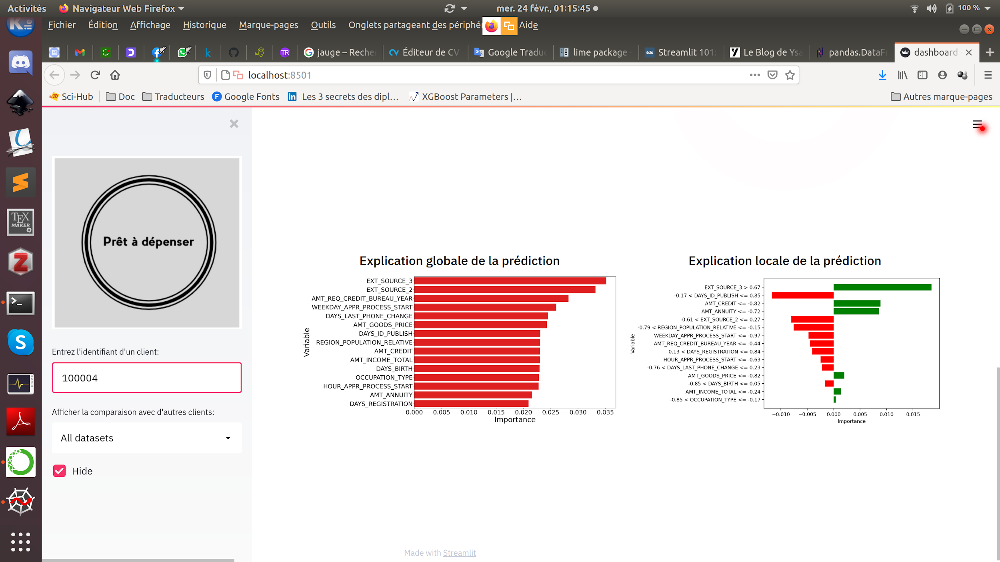 Activités Navigateur Web Firefox mer. 24 févr., 01:15:45 100 %
Fichier Édition Affichage Historique Marque-pages Outils Onglets partageant des périphér Aide
TR jauge – Recher Éditeur de CV Google Traduc lime package - tds Streamlit 101: Le Blog de Ysa pandas.DataFr dashboard
localhost:8501
Sci-Hub Doc Traducteurs Google Fonts Les 3 secrets des dipl... XGBoost Parameters |... Autres marque-pages
TEX
MAKER
Prêt à dépenser
Entrez l'identifiant d'un client:
100004
Afficher la comparaison avec d'autres clients:
All datasets
Hide
Explication globale de la prédiction
Variable
EXT_SOURCE_3
EXT_SOURCE_2
AMT_REQ_CREDIT_BUREAU_YEAR
WEEKDAY_APPR_PROCESS_START
DAYS_LAST_PHONE_CHANGE
AMT_GOODS_PRICE
DAYS_ID_PUBLISH
REGION_POPULATION_RELATIVE
AMT_CREDIT
AMT_INCOME_TOTAL
DAYS_BIRTH
OCCUPATION_TYPE
HOUR_APPR_PROCESS_START
AMT_ANNUITY
DAYS_REGISTRATION
0.000 0.005 0.010 0.015 0.020 0.025 0.030 0.035
Importance
Explication locale de la prédiction
Variable
EXT_SOURCE_3 > 0.67
-0.17 < DAYS_ID_PUBLISH <= 0.85
AMT_CREDIT <= -0.82
AMT_ANNUITY <= -0.72
-0.61 < EXT_SOURCE_2 <= 0.27
-0.79 < REGION_POPULATION_RELATIVE <= -0.15
WEEKDAY_APPR_PROCESS_START <= -0.97
AMT_REQ_CREDIT_BUREAU_YEAR <= -0.44
0.13 < DAYS_REGISTRATION <= 0.84
HOUR_APPR_PROCESS_START <= -0.63
-0.76 < DAYS_LAST_PHONE_CHANGE <= 0.23
AMT_GOODS_PRICE <= -0.82
-0.85 < DAYS_BIRTH <= 0.05
AMT_INCOME_TOTAL <= -0.24
-0.85 < OCCUPATION_TYPE <= -0.17
−0.010 −0.005 0.000 0.005 0.010 0.015
Importance
Made with Streamlit